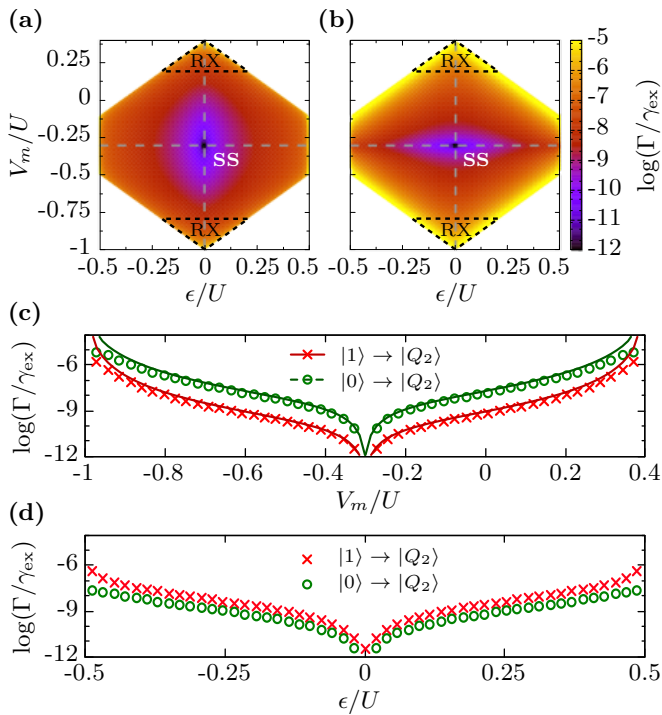 (a)
(b)
V_m/U
0.25
0
-0.25
-0.5
-0.75
-1
RX
SS
RX
-0.5 -0.25 0 0.25 0.5
ϵ/U
RX
SS
RX
-0.5 -0.25 0 0.25 0.5
ϵ/U
-5
-6
-7
-8
-9
-10
-11
-12
log(Γ/γ_ex)
(c)
log(Γ/γ_ex)
-6
-9
-12
|1⟩ → |Q_2⟩
|0⟩ → |Q_2⟩
-1 -0.8 -0.6 -0.4 -0.2 0 0.2 0.4
V_m/U
(d)
log(Γ/γ_ex)
-6
-9
-12
|1⟩ → |Q_2⟩
|0⟩ → |Q_2⟩
-0.5 -0.25 0 0.25 0.5
ϵ/U